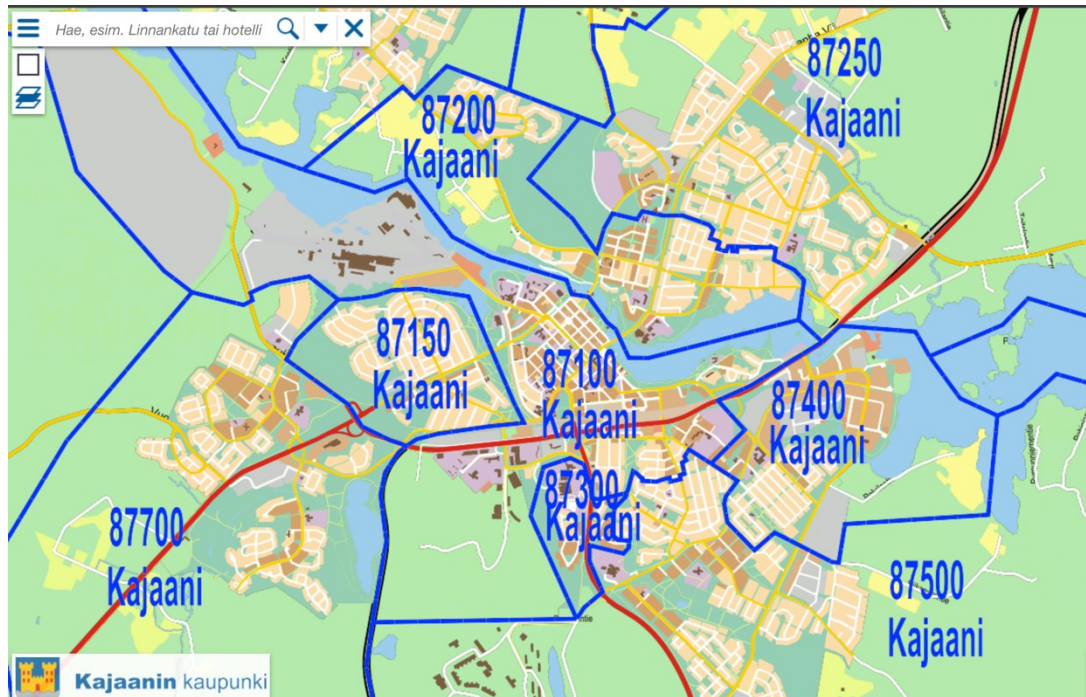 Hae, esim. Linnankatu tai hotelli
87250
Kajaani
87200
Kajaani
87150
Kajaani
87100
Kajaani
87400
Kajaani
87300
Kajaani
87700
Kajaani
87500
Kajaani
Kajaanin kaupunki